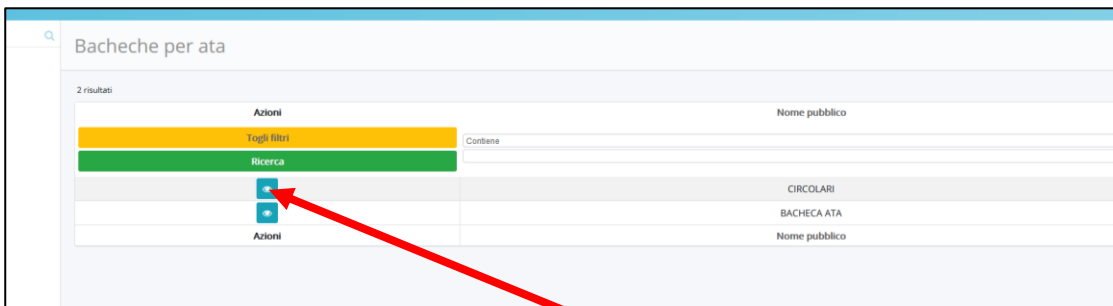 Bacheche per ata
2 risultati
Azioni Nome pubblico
Togli filtri Contiene
Ricerca
CIRCOLARI
BACHECA ATA
Azioni Nome pubblico